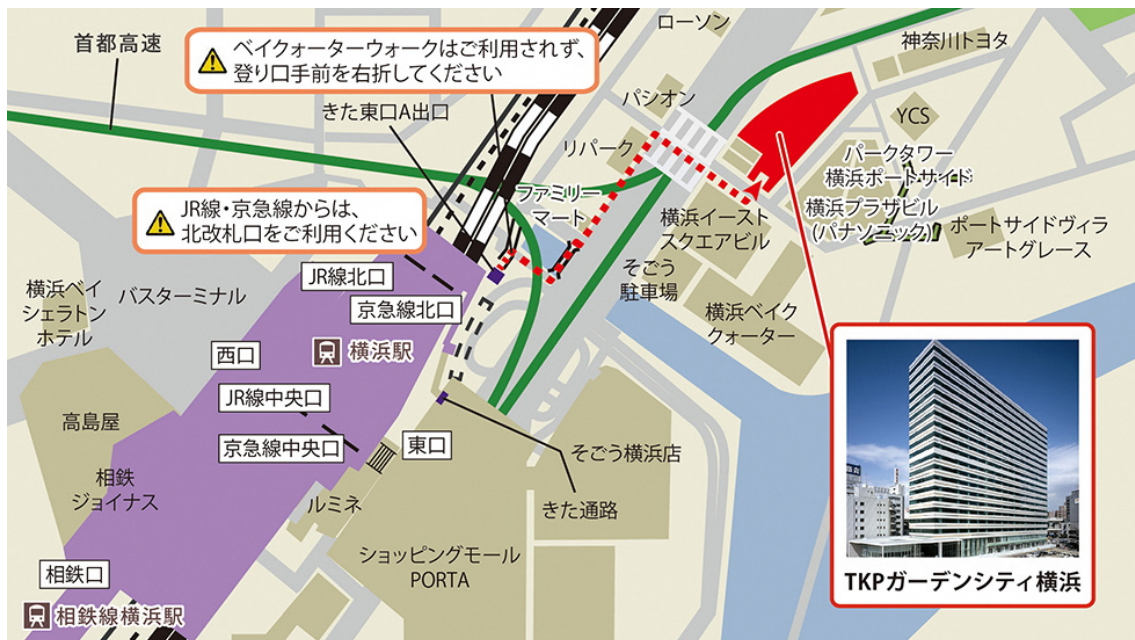 ローソン
首都高速
ベイクォーターウォークはご利用されず、
登り口手前を右折してください
神奈川トヨタ
きた東口A出口
パシオン
YCS
リパーク
パークタワー
横浜ポートサイド
ファミリー
マート
JR線・京急線からは、
北改札口をご利用ください
横浜イースト
スクエアビル
横浜プラザビル
(パナソニック)
ポートサイドヴィラ
アートグレース
JR線北口
そごう
駐車場
横浜ベイ
シェラトン
ホテル
バスターミナル
京急線北口
横浜ベイク
クォーター
西口
横浜駅
JR線中央口
高島屋
京急線中央口
東口
そごう横浜店
相鉄
ジョイナス
ルミネ
きた通路
ショッピングモール
PORTA
相鉄口
TKPガーデンシティ横浜
相鉄線横浜駅